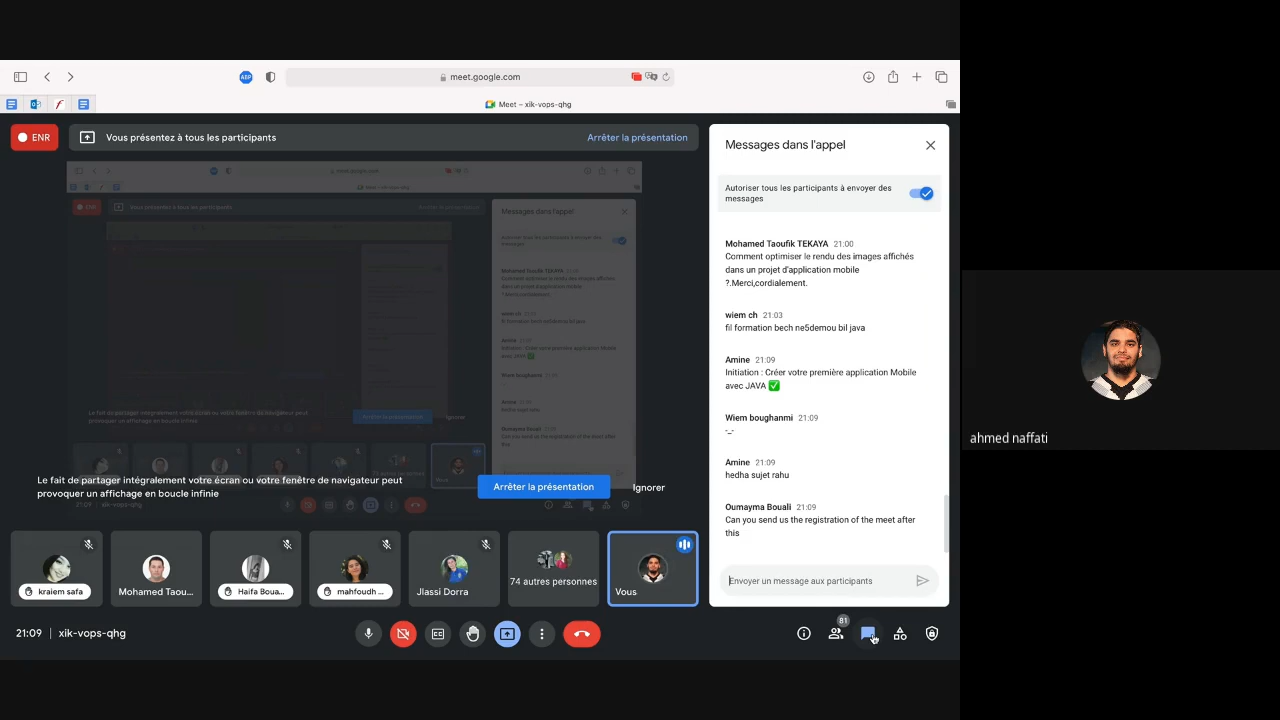 ABP
meet.google.com
Meet – xik-vops-qhg
ENR
Vous présentez à tous les participants
Arrêter la présentation
Messages dans l'appel
Autoriser tous les participants à envoyer des
messages
Mohamed Taoufik TEKAYA 21:00
Comment optimiser le rendu des images affichés
dans un projet d'application mobile
?.Merci,cordialement.
wiem ch 21:03
fil formation bech ne5demou bil java
Amine 21:09
Initiation : Créer votre première application Mobile
avec JAVA ✅
Wiem boughanmi 21:09
-_-
Amine 21:09
hedha sujet rahu
Oumayma Bouali 21:09
Can you send us the registration of the meet after
this
Envoyer un message aux participants
Le fait de partager intégralement votre écran ou votre fenêtre de navigateur peut
provoquer un affichage en boucle infinie
Arrêter la présentation
Ignorer
kraiem safa
Mohamed Taou...
Haifa Boua...
mahfoudh ...
Jlassi Dorra
74 autres personnes
Vous
21:09 | xik-vops-qhg
CC
81
ahmed naffati